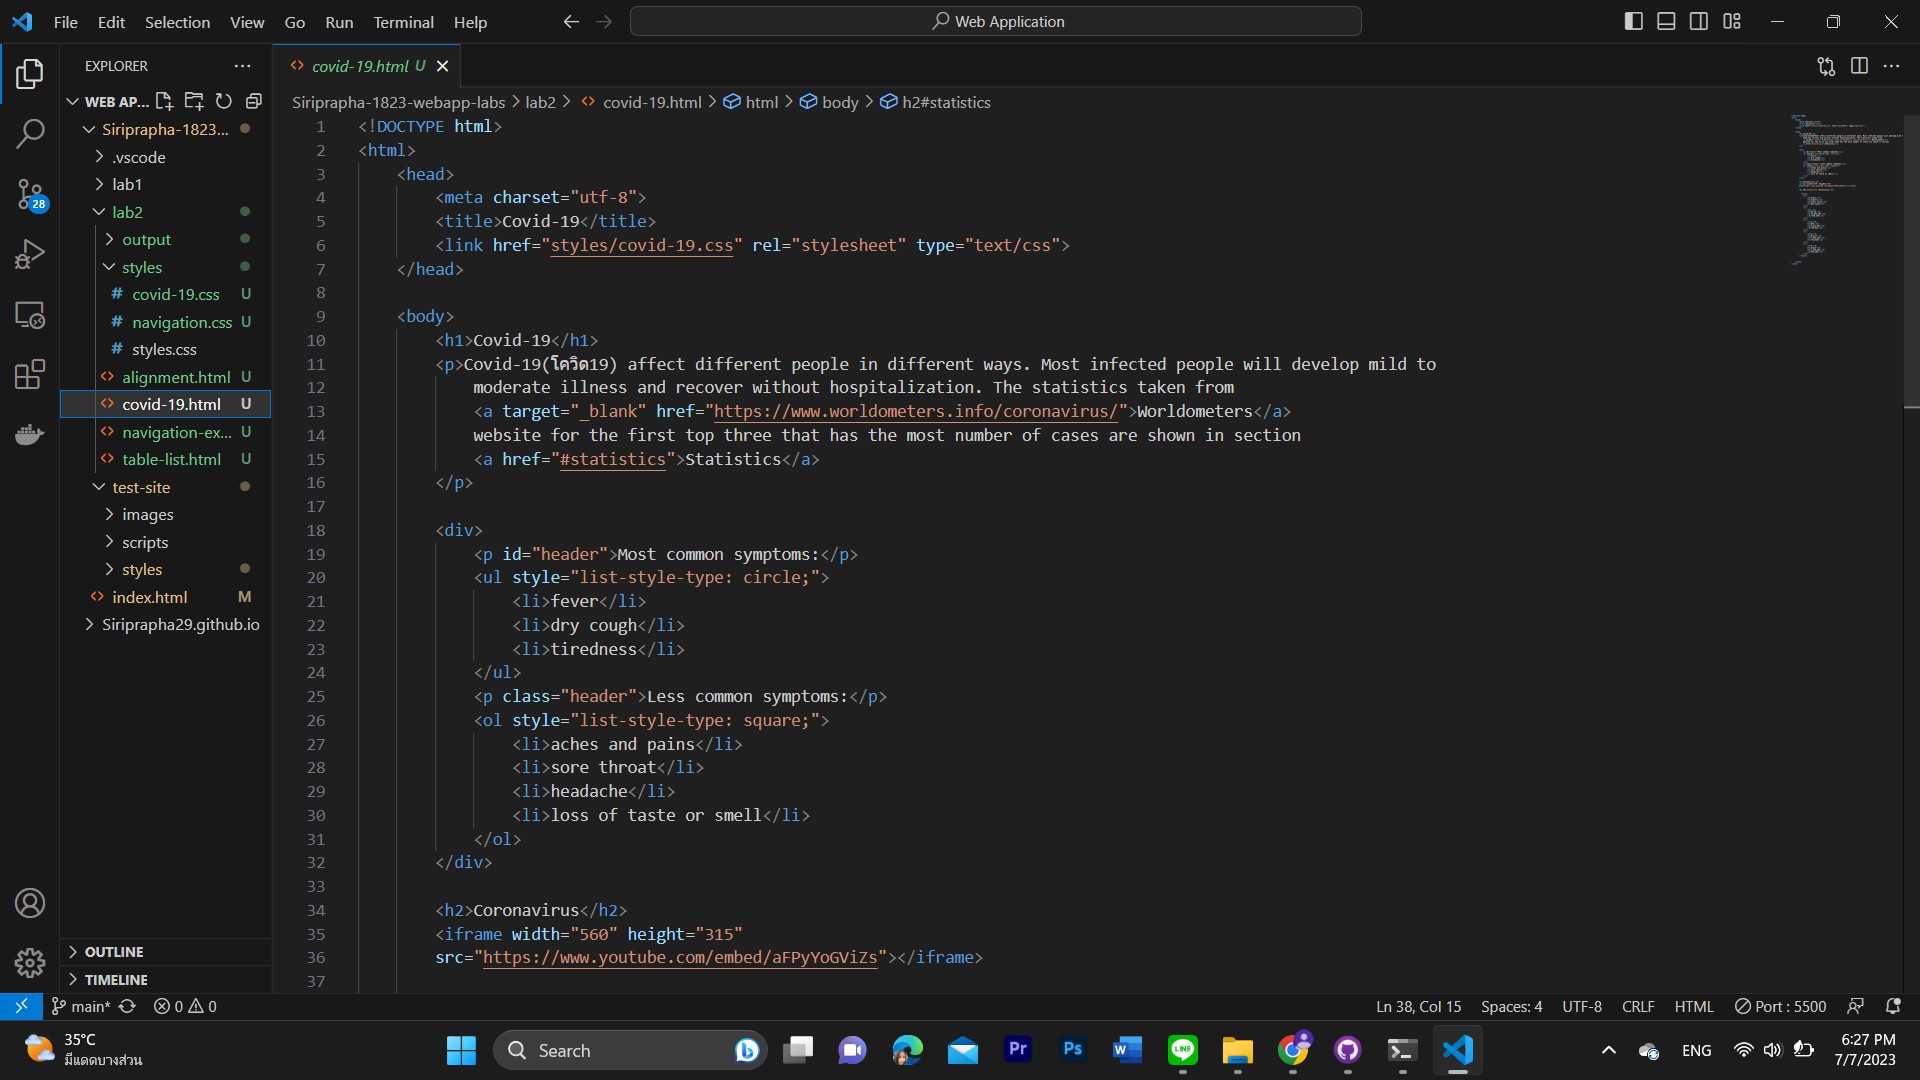 File Edit Selection View Go Run Terminal Help
Web Application
EXPLORER
WEB AP...
Siriprapha-1823...
.vscode
lab1
lab2
output
styles
# covid-19.css U
# navigation.css U
# styles.css
<> alignment.html U
<> covid-19.html U
<> navigation-ex... U
<> table-list.html U
test-site
images
scripts
styles
<> index.html M
Siriprapha29.github.io
OUTLINE
TIMELINE
28
<> covid-19.html U
Siriprapha-1823-webapp-labs > lab2 > <> covid-19.html > html > body > h2#statistics
1 <!DOCTYPE html>
2 <html>
3 <head>
4 <meta charset="utf-8">
5 <title>Covid-19</title>
6 <link href="styles/covid-19.css" rel="stylesheet" type="text/css">
7 </head>
8
9 <body>
10 <h1>Covid-19</h1>
11 <p>Covid-19(โควิด19) affect different people in different ways. Most infected people will develop mild to
12 moderate illness and recover without hospitalization. The statistics taken from
13 <a target="_blank" href="https://www.worldometers.info/coronavirus/">Worldometers</a>
14 website for the first top three that has the most number of cases are shown in section
15 <a href="#statistics">Statistics</a>
16 </p>
17
18 <div>
19 <p id="header">Most common symptoms:</p>
20 <ul style="list-style-type: circle;">
21 <li>fever</li>
22 <li>dry cough</li>
23 <li>tiredness</li>
24 </ul>
25 <p class="header">Less common symptoms:</p>
26 <ol style="list-style-type: square;">
27 <li>aches and pains</li>
28 <li>sore throat</li>
29 <li>headache</li>
30 <li>loss of taste or smell</li>
31 </ol>
32 </div>
33
34 <h2>Coronavirus</h2>
35 <iframe width="560" height="315"
36 src="https://www.youtube.com/embed/aFPyYoGViZs"></iframe>
37
main* 0 0
Ln 38, Col 15 Spaces: 4 UTF-8 CRLF HTML Port : 5500
35°C
มีแดดบางส่วน
Search
Pr
Ps
W
LINE
ENG
6:27 PM
7/7/2023